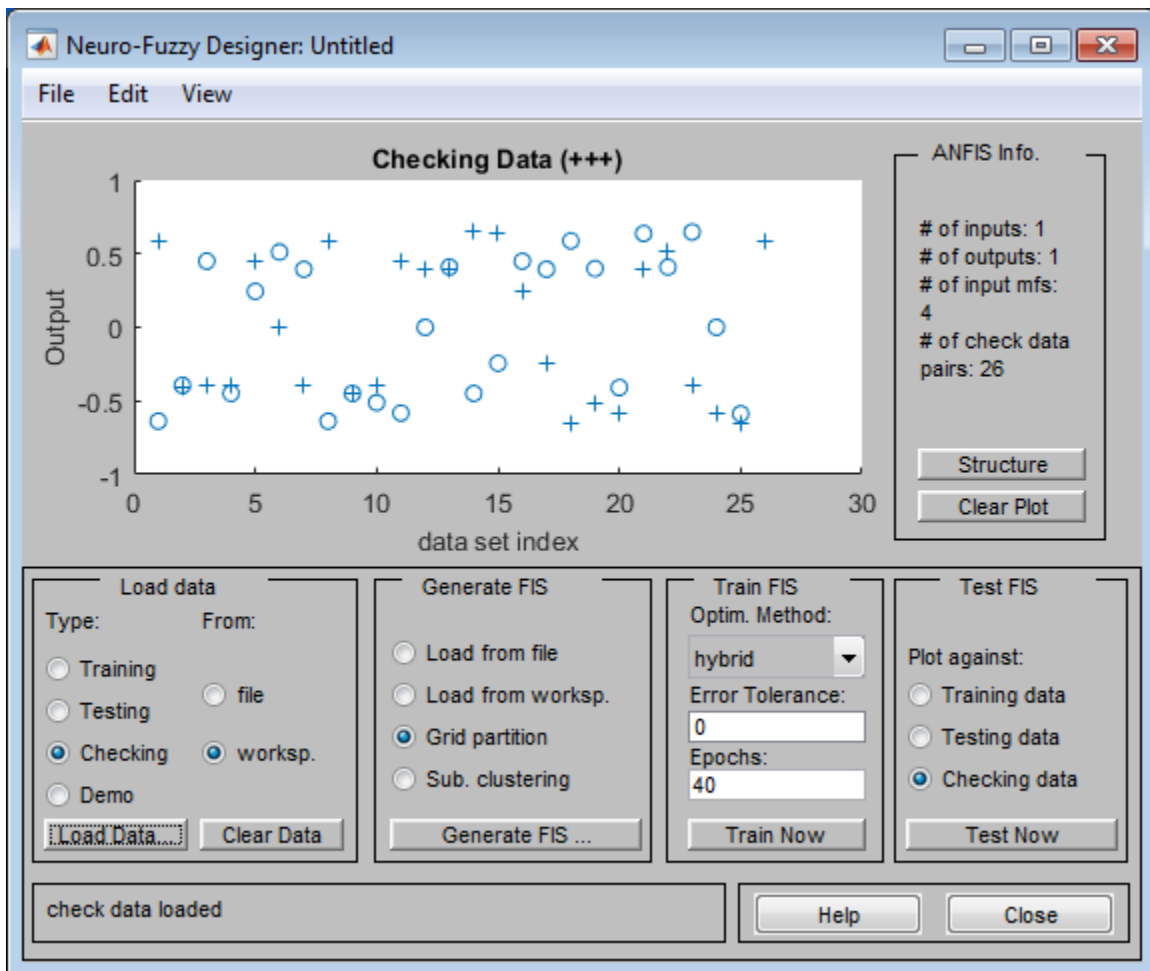 Neuro-Fuzzy Designer: Untitled
File Edit View
Checking Data (+++)
1
0.5
0
-0.5
-1
Output
0 5 10 15 20 25 30
data set index
ANFIS Info.
# of inputs: 1
# of outputs: 1
# of input mfs:
4
# of check data
pairs: 26
Structure
Clear Plot
Load data
Type: From:
Training
Testing
Checking
Demo
file
worksp.
Load Data... Clear Data
Generate FIS
Load from file
Load from worksp.
Grid partition
Sub. clustering
Generate FIS ...
Train FIS
Optim. Method:
hybrid
Error Tolerance:
0
Epochs:
40
Train Now
Test FIS
Plot against:
Training data
Testing data
Checking data
Test Now
check data loaded
Help Close